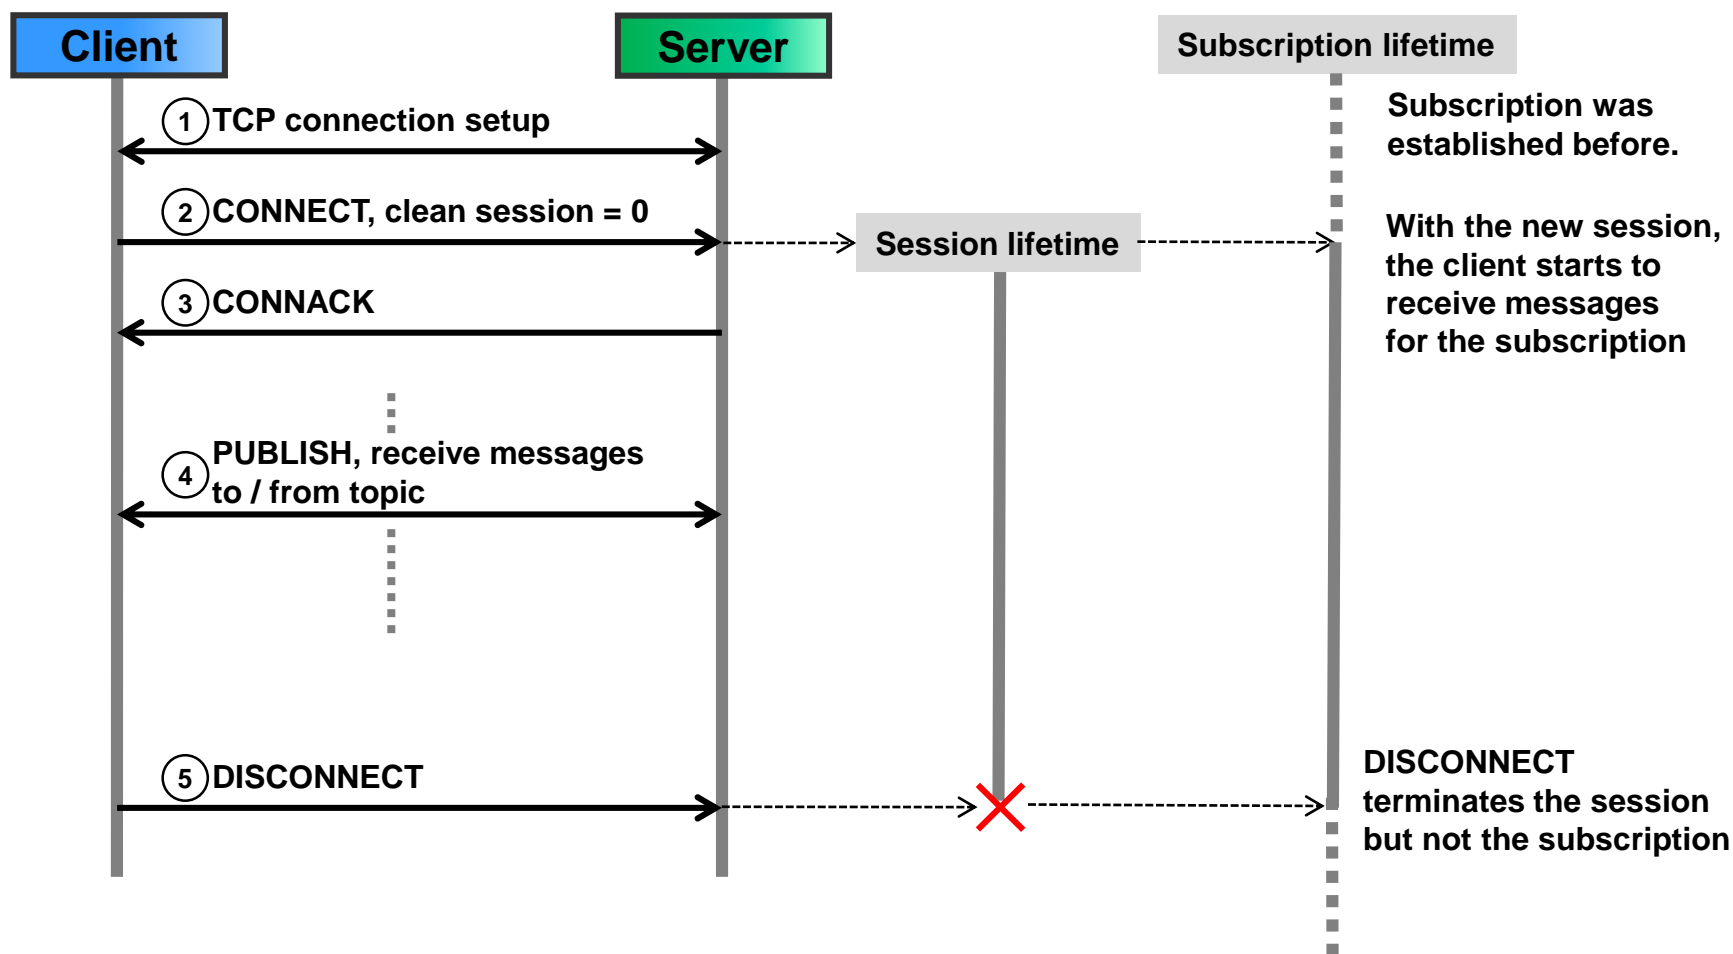 Client
Server
Subscription lifetime
1 TCP connection setup
Subscription was
established before.
2 CONNECT, clean session = 0
Session lifetime
With the new session,
the client starts to
receive messages
for the subscription
3 CONNACK
4 PUBLISH, receive messages
to / from topic
5 DISCONNECT
DISCONNECT
terminates the session
but not the subscription